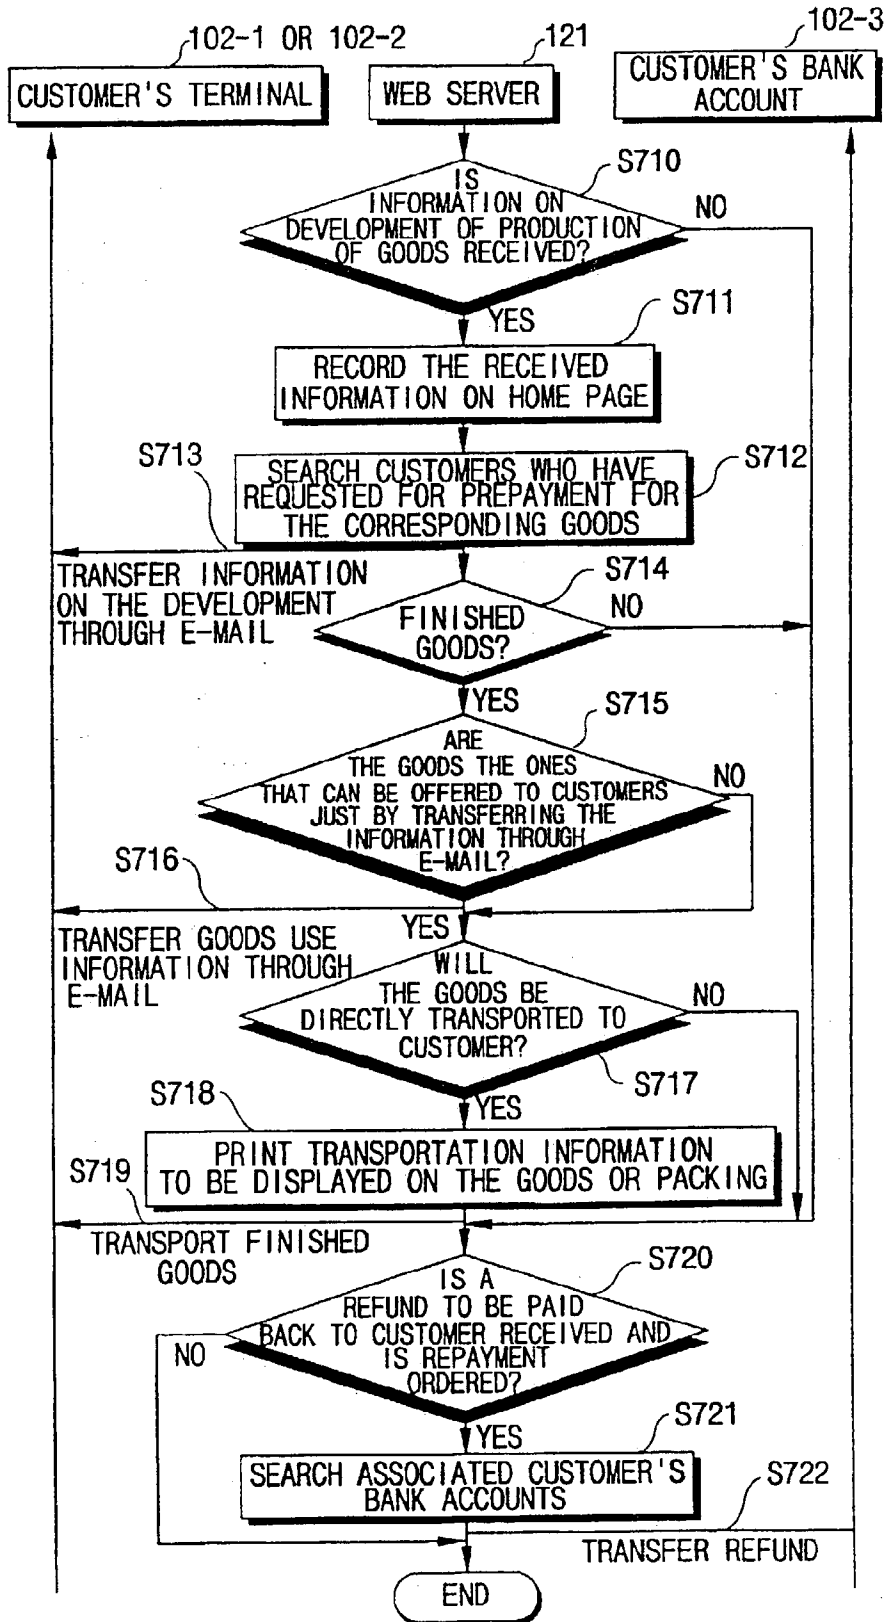 102-1 OR 102-2
121
102-3
CUSTOMER'S TERMINAL
WEB SERVER
CUSTOMER'S BANK
ACCOUNT
S710
IS
INFORMATION ON
DEVELOPMENT OF PRODUCTION
OF GOODS RECEIVED?
NO
YES
S711
RECORD THE RECEIVED
INFORMATION ON HOME PAGE
S713
S712
SEARCH CUSTOMERS WHO HAVE
REQUESTED FOR PREPAYMENT FOR
THE CORRESPONDING GOODS
TRANSFER INFORMATION
ON THE DEVELOPMENT
THROUGH E-MAIL
S714
FINISHED
GOODS?
NO
YES
S715
ARE
THE GOODS THE ONES
THAT CAN BE OFFERED TO CUSTOMERS
JUST BY TRANSFERRING THE
INFORMATION THROUGH
E-MAIL?
NO
S716
YES
TRANSFER GOODS USE
INFORMATION THROUGH
E-MAIL
WILL
THE GOODS BE
DIRECTLY TRANSPORTED TO
CUSTOMER?
NO
S717
YES
S718
PRINT TRANSPORTATION INFORMATION
TO BE DISPLAYED ON THE GOODS OR PACKING
S719
TRANSPORT FINISHED
GOODS
S720
IS A
REFUND TO BE PAID
BACK TO CUSTOMER RECEIVED AND
IS REPAYMENT
ORDERED?
NO
YES
S721
SEARCH ASSOCIATED CUSTOMER'S
BANK ACCOUNTS
S722
TRANSFER REFUND
END